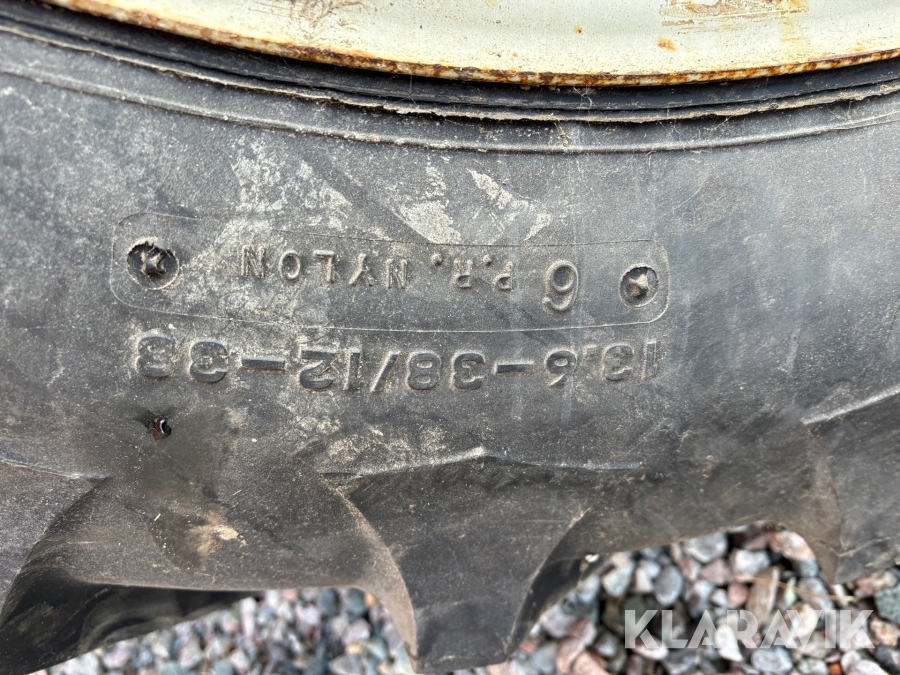 13.6-38/12-38
6 P.R. NYLON
KLARAVIK